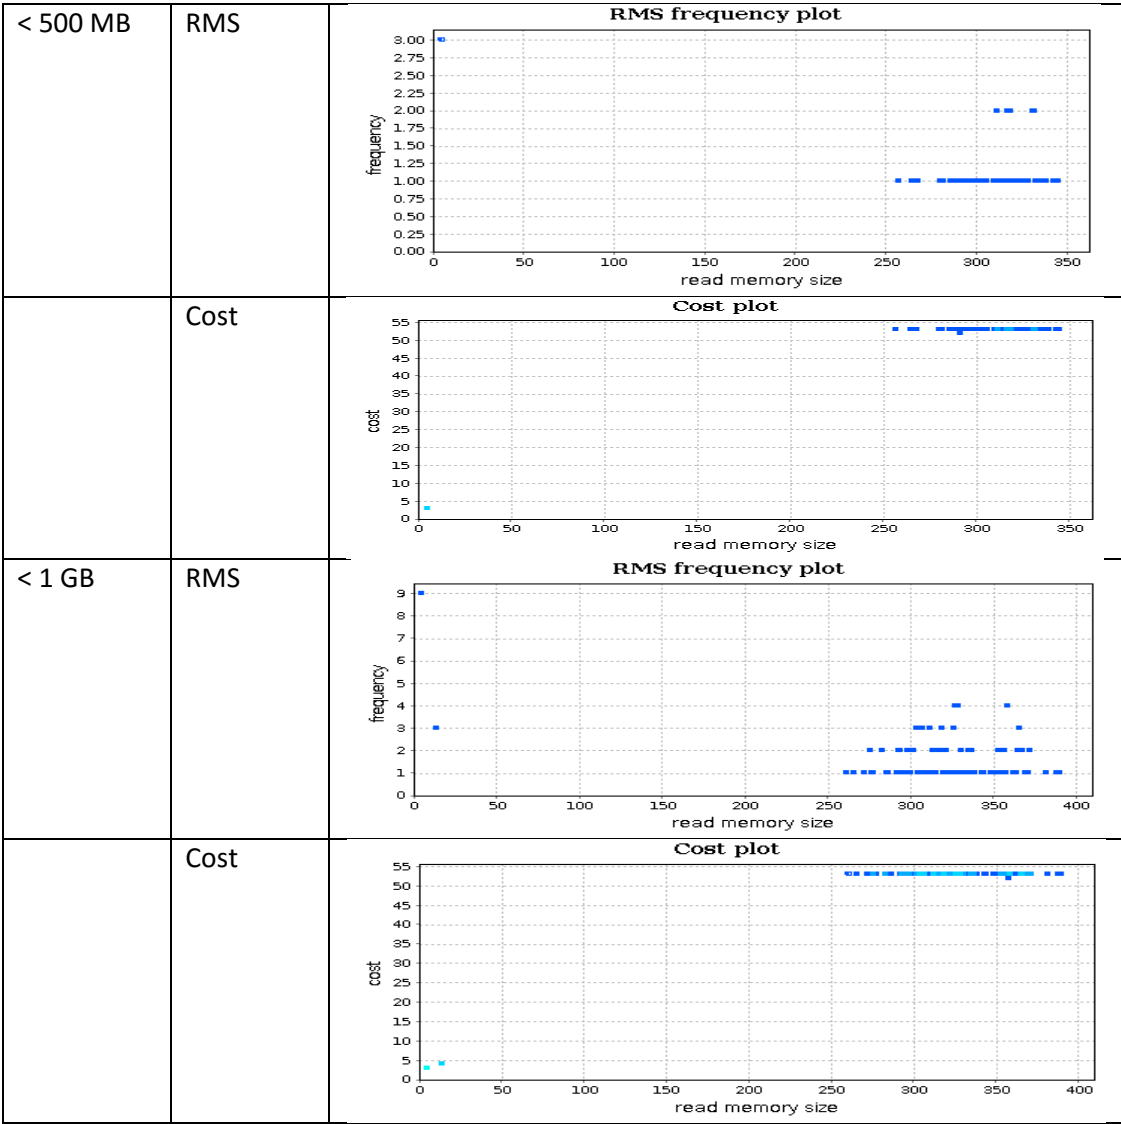 < 500 MB RMS RMS frequency plot
3.00
2.75
2.50
2.25
2.00
1.75
1.50
1.25
1.00
0.75
0.50
0.25
0.00
frequency
0 50 100 150 200 250 300 350
read memory size
Cost Cost plot
55
50
45
40
35
30
25
20
15
10
5
0
cost
0 50 100 150 200 250 300 350
read memory size
< 1 GB RMS RMS frequency plot
9
8
7
6
5
4
3
2
1
0
frequency
0 50 100 150 200 250 300 350 400
read memory size
Cost Cost plot
55
50
45
40
35
30
25
20
15
10
5
0
cost
0 50 100 150 200 250 300 350 400
read memory size